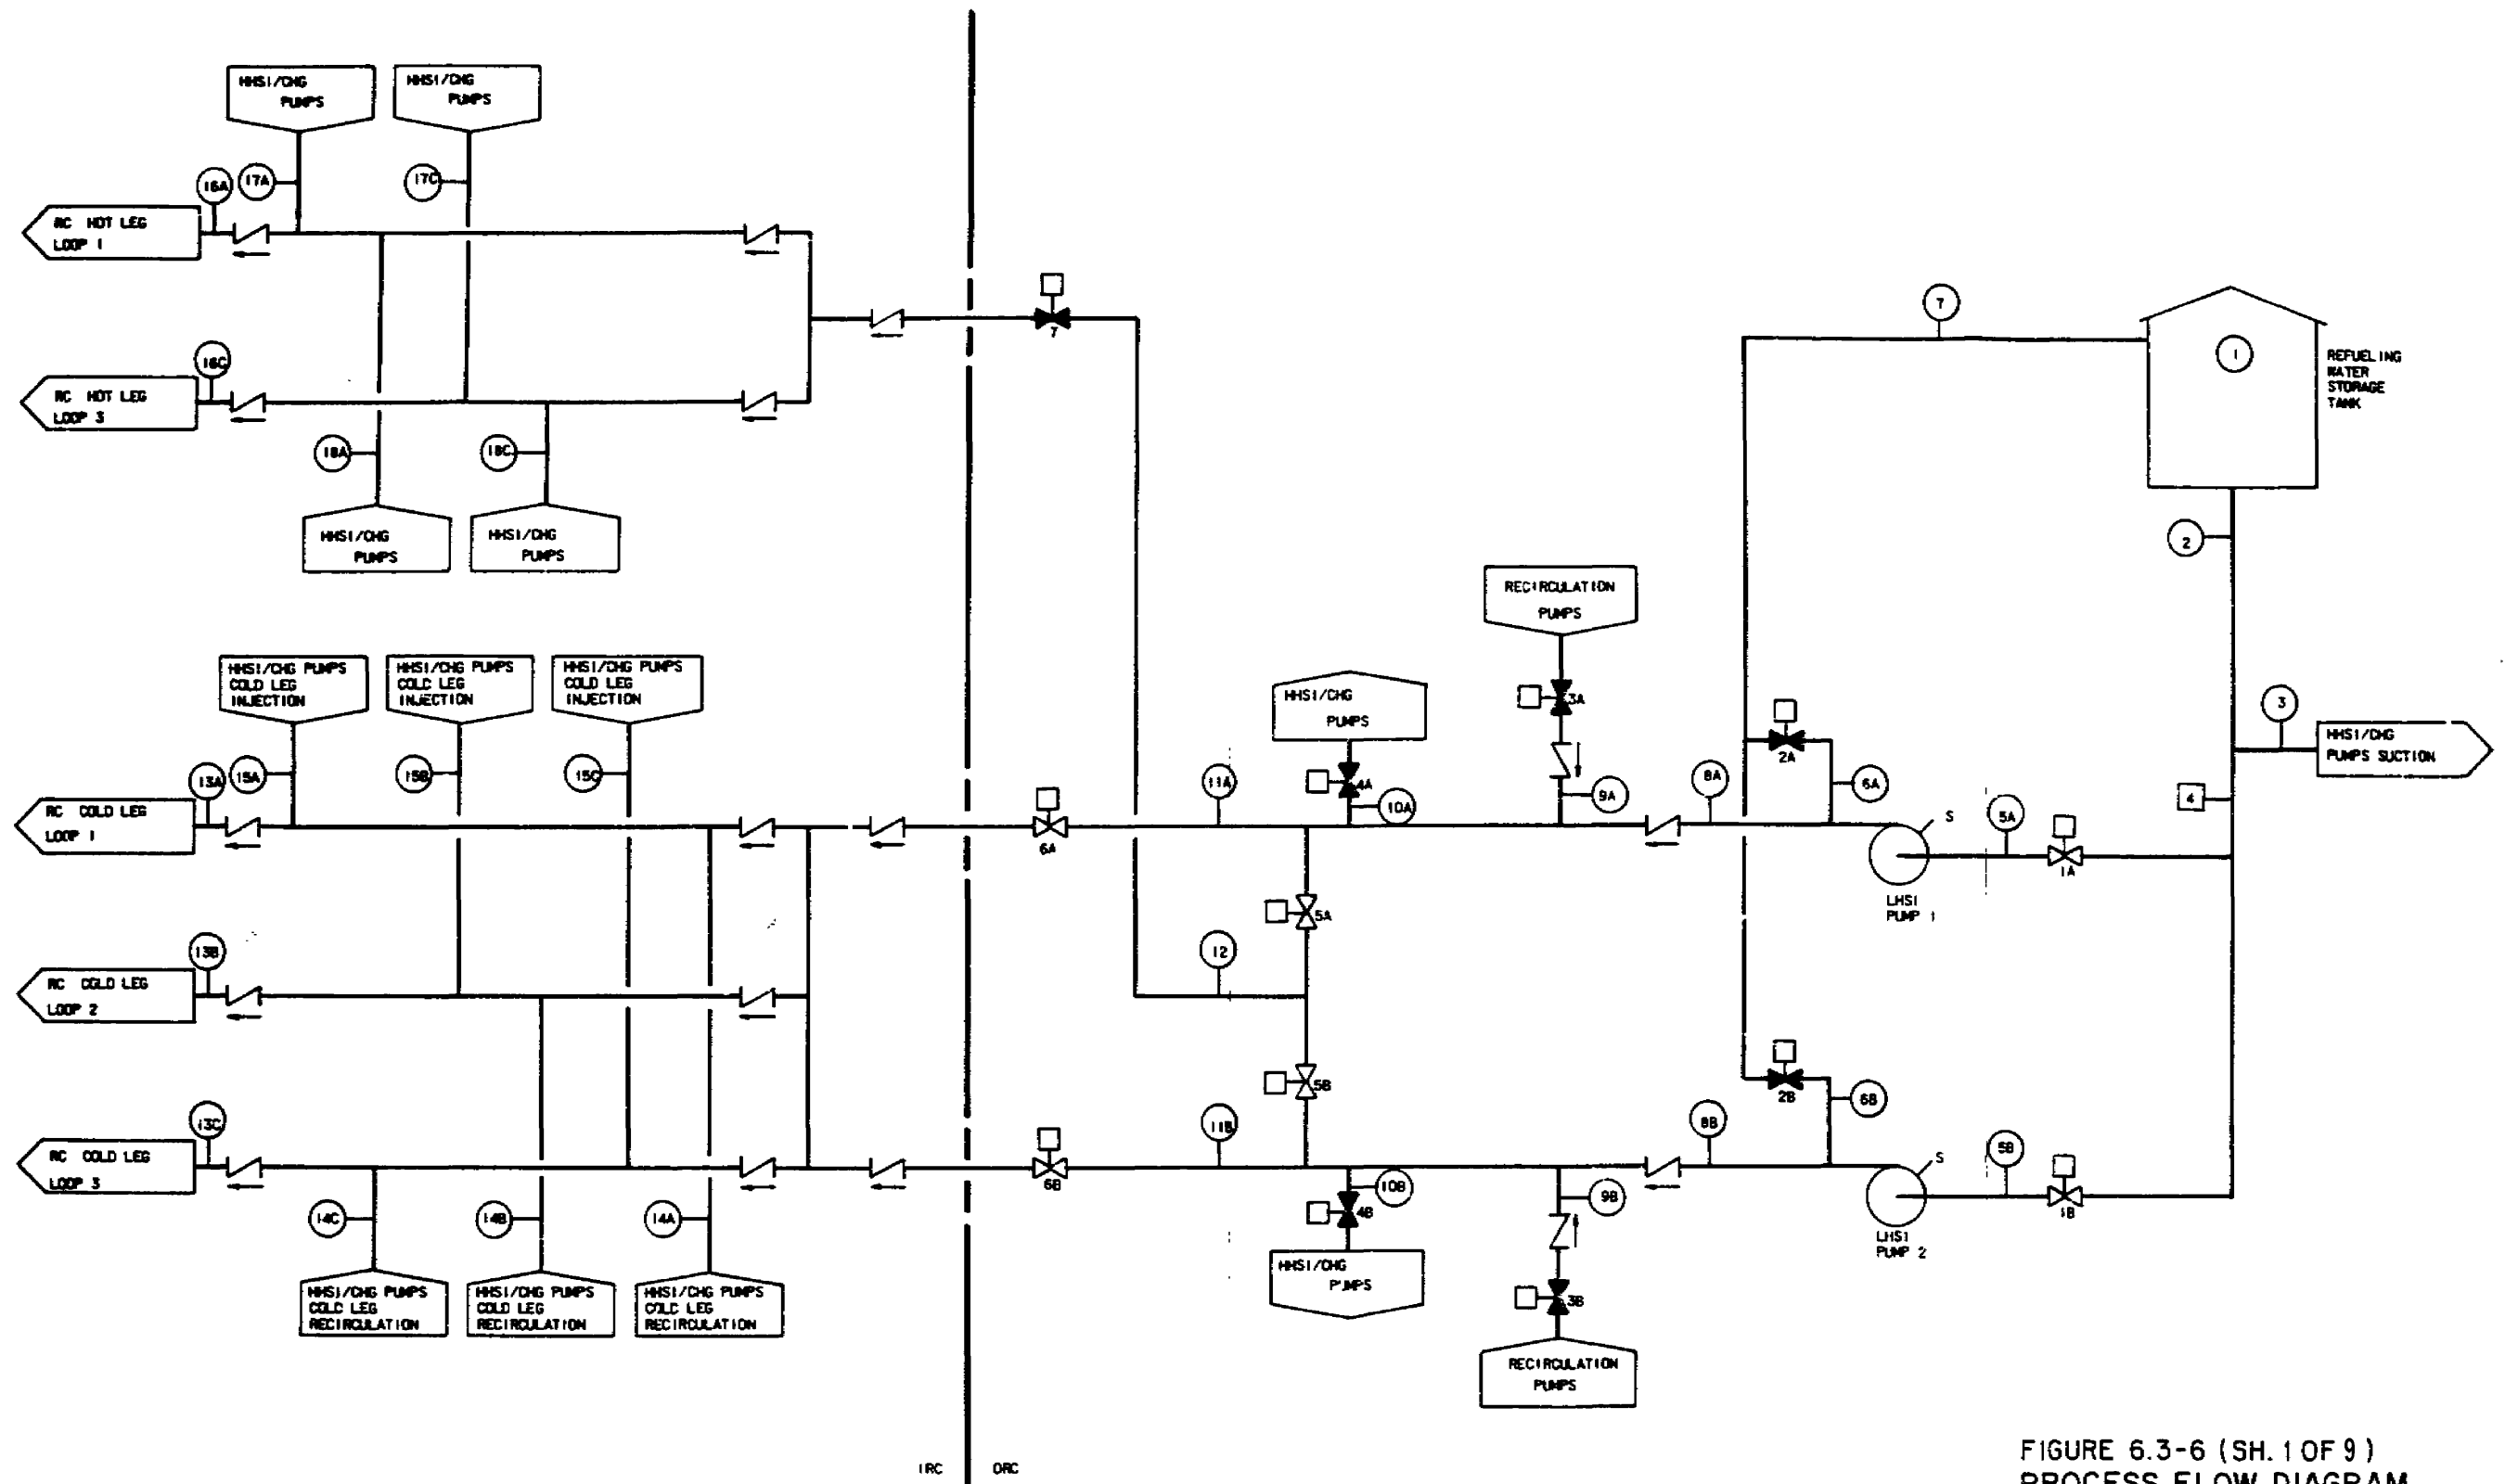 HHSI/CHG
PUMPS
HHSI/CHG
PUMPS
16A
17A
17C
RC HOT LEG
LOOP 1
7
7
1
REFUELING
WATER
STORAGE
TANK
16C
RC HOT LEG
LOOP 3
18A
18C
HHSI/CHG
PUMPS
HHSI/CHG
PUMPS
2
RECIRCULATION
PUMPS
HHSI/CHG PUMPS
COLD LEG
INJECTION
HHSI/CHG PUMPS
COLD LEG
INJECTION
HHSI/CHG PUMPS
COLD LEG
INJECTION
HHSI/CHG
PUMPS
3A
3
HHSI/CHG
PUMPS SUCTION
2A
13A
15A
15B
15C
11A
4A
10A
9A
8A
6A
4
RC COLD LEG
LOOP 1
6A
S
5A
1A
LHSI
PUMP 1
5A
13B
12
RC COLD LEG
LOOP 2
5B
2B
6B
13C
11B
8B
RC COLD LEG
LOOP 3
6B
10B
9B
S
5B
1B
4B
LHSI
PUMP 2
14C
14B
14A
HHSI/CHG
PUMPS
3B
HHSI/CHG PUMPS
COLD LEG
RECIRCULATION
HHSI/CHG PUMPS
COLD LEG
RECIRCULATION
HHSI/CHG PUMPS
COLD LEG
RECIRCULATION
RECIRCULATION
PUMPS
IRC
ORC
FIGURE 6.3-6 (SH. 1 OF 9)
PROCESS FLOW DIAGRAM